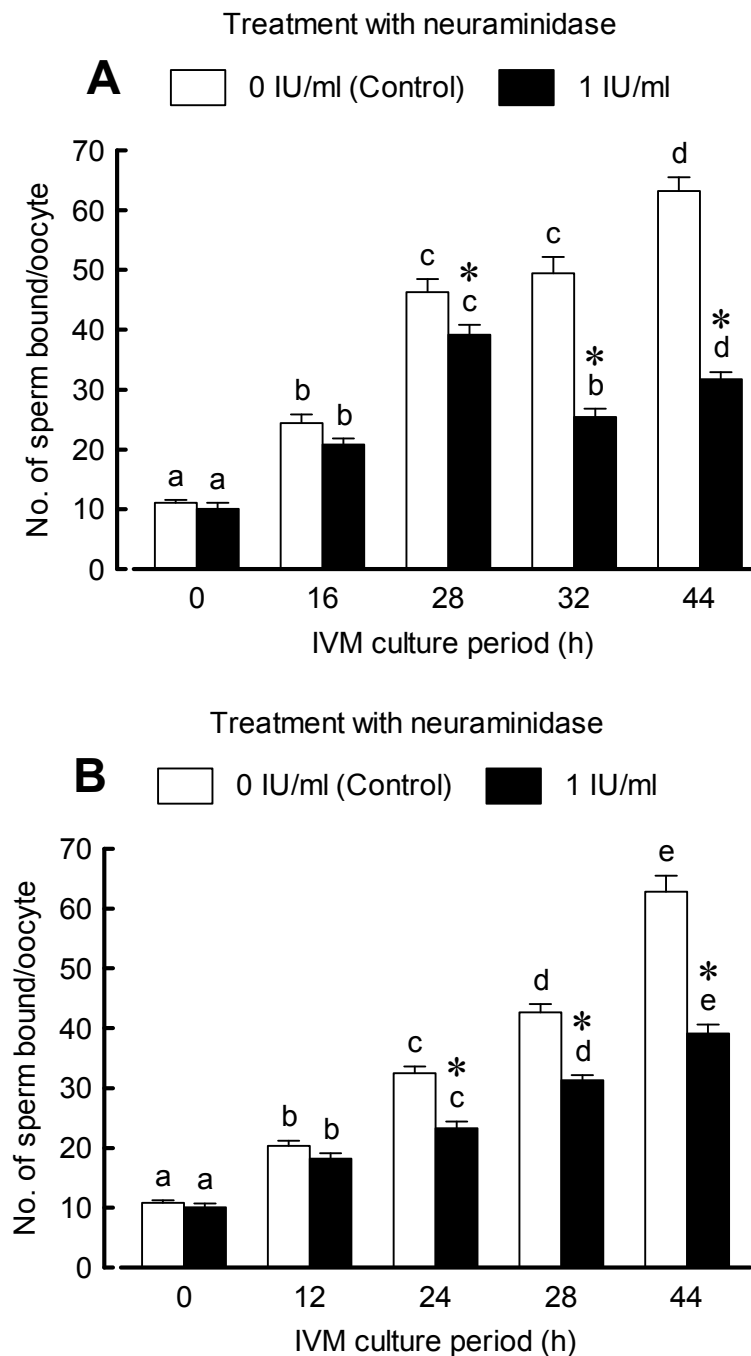 Treatment with neuraminidase
A
0 IU/ml (Control) 1 IU/ml
No. of sperm bound/oocyte
70
60
50
40
30
20
10
0
a a
b b
c * c
c * b
d * d
0 16 28 32 44
IVM culture period (h)
Treatment with neuraminidase
B
0 IU/ml (Control) 1 IU/ml
No. of sperm bound/oocyte
70
60
50
40
30
20
10
0
a a
b b
c * c
d * d
e * e
0 12 24 28 44
IVM culture period (h)